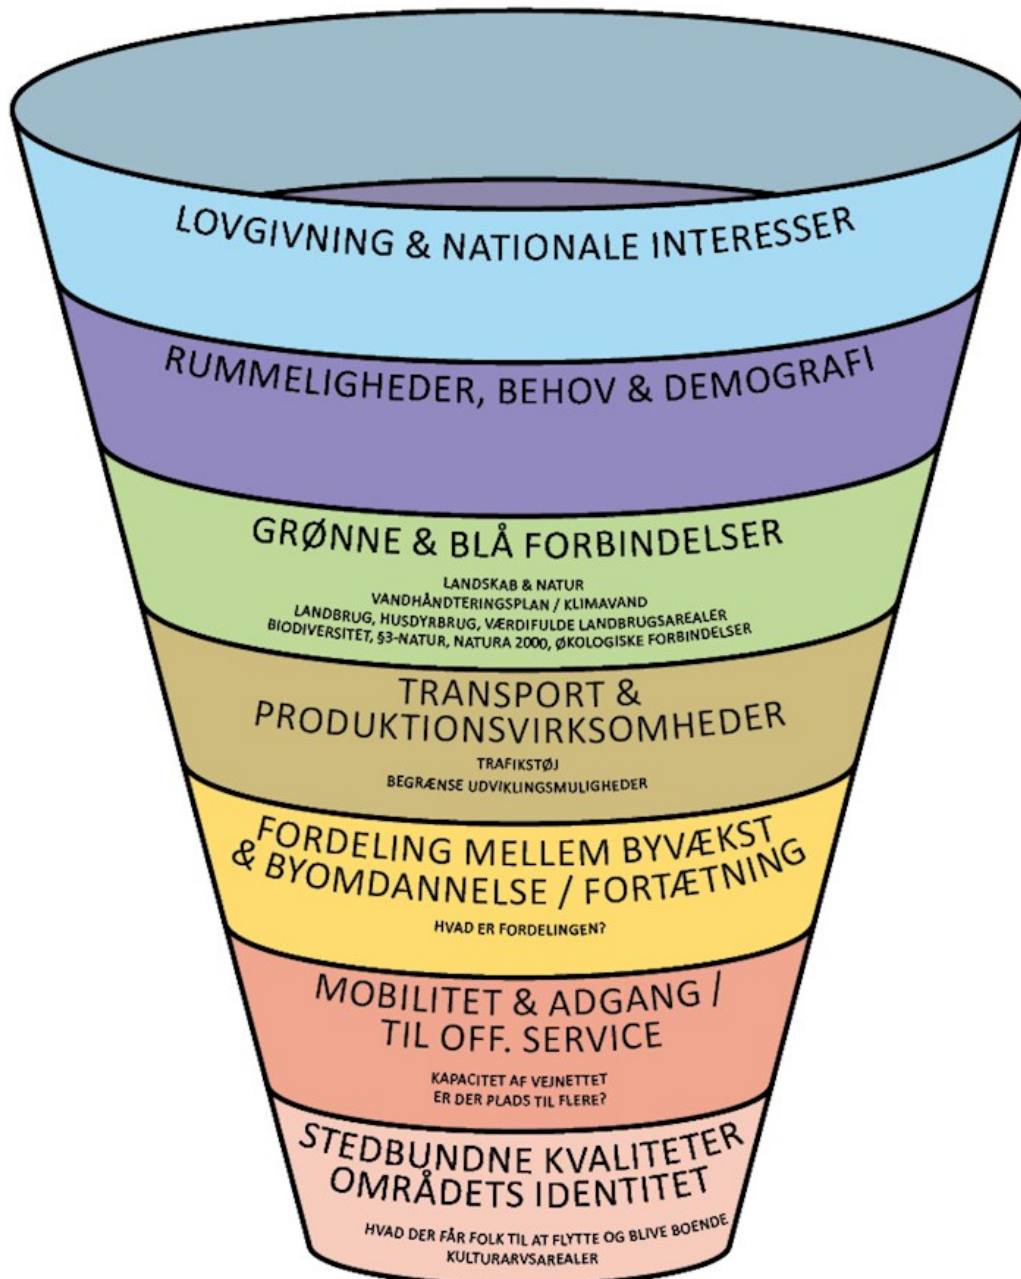 LOVGIVNING & NATIONALE INTERESSER
RUMMELIGHEDER, BEHOV & DEMOGRAFI
GRØNNE & BLÅ FORBINDELSER
LANDSKAB & NATUR
VANDHÅNDTERINGSPLAN / KLIMAVAND
LANDBRUG, HUSDYRBRUG, VÆRDIFULDE LANDBRUGSAREALER
BIODIVERSITET, §3-NATUR, NATURA 2000, ØKOLOGISKE FORBINDELSER
TRANSPORT &
PRODUKTIONSVIRKSOMHEDER
TRAFIKSTØJ
BEGRÆNSE UDVIKLINGSMULIGHEDER
FORDELING MELLEM BYVÆKST
& BYOMDANNELSE / FORTÆTNING
HVAD ER FORDELINGEN?
MOBILITET & ADGANG /
TIL OFF. SERVICE
KAPACITET AF VEJNETTET
ER DER PLADS TIL FLERE?
STEDBUNDNE KVALITETER
OMRÅDETS IDENTITET
HVAD DER FÅR FOLK TIL AT FLYTTE OG BLIVE BOENDE
KULTURARVSAREALER